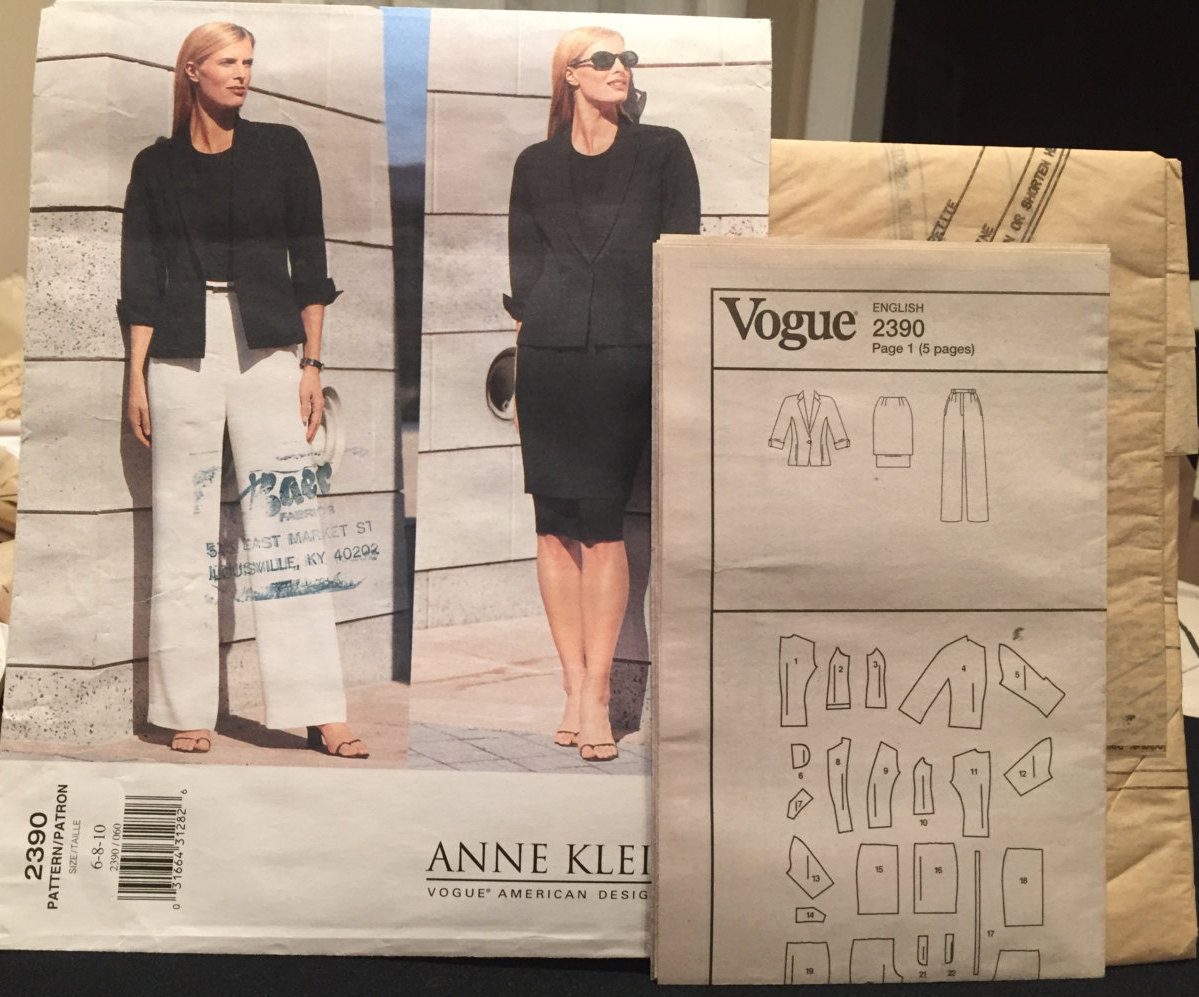 Baer
FABRICS
515 EAST MARKET ST
LOUISVILLE, KY 40202
2390
PATTERN/PATRON
SIZE/TAILLE
6-8-10
2390/060
0 31664 31282 6
ANNE KLEI
VOGUE® AMERICAN DESIG
PETITE
NE
N OR SHORTEN HE
Vogue®
ENGLISH
2390
Page 1 (5 pages)
1 2 3 4 5
6 7 8 9 10 11 12
13 14 15 16 17 18
19 21 22